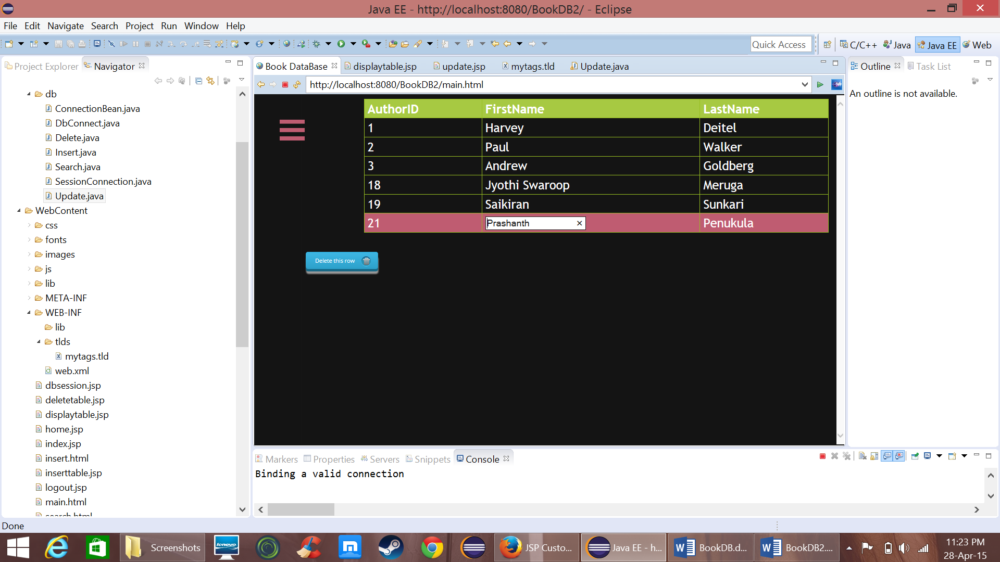 Java EE - http://localhost:8080/BookDB2/ - Eclipse
File Edit Navigate Search Project Run Window Help
Quick Access
C/C++ Java Java EE Web
Project Explorer Navigator
db
ConnectionBean.java
DbConnect.java
Delete.java
Insert.java
Search.java
SessionConnection.java
Update.java
WebContent
css
fonts
images
js
lib
META-INF
WEB-INF
lib
tlds
mytags.tld
web.xml
dbsession.jsp
deletetable.jsp
displaytable.jsp
home.jsp
index.jsp
insert.html
inserttable.jsp
logout.jsp
main.html
search.html
Book DataBase displaytable.jsp update.jsp mytags.tld Update.java
http://localhost:8080/BookDB2/main.html
AuthorID FirstName LastName
1 Harvey Deitel
2 Paul Walker
3 Andrew Goldberg
18 Jyothi Swaroop Meruga
19 Saikiran Sunkari
21 Prashanth Penukula
Delete this row
Outline Task List
An outline is not available.
Markers Properties Servers Snippets Console
Binding a valid connection
Done
Screenshots
lenovo
JSP Custo...
Java EE - h...
BookDB.d...
BookDB2....
11:23 PM
28-Apr-15